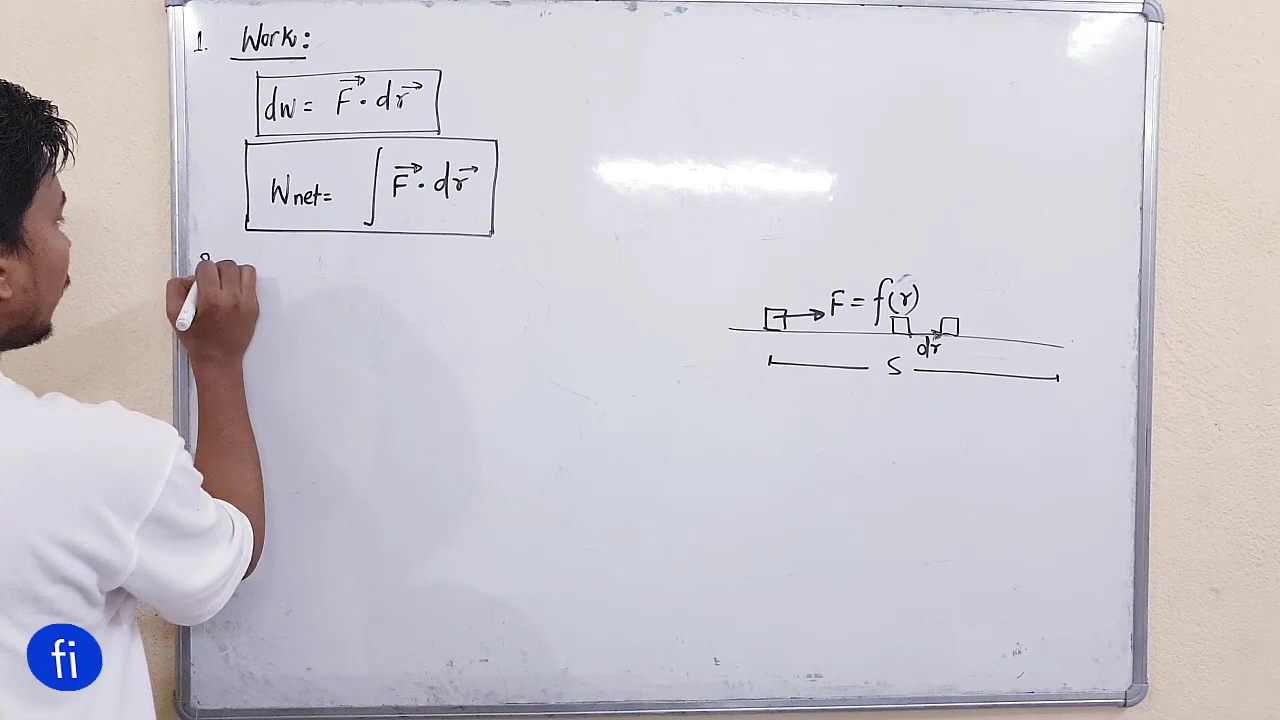 1. Work:
dw = F⃗ · dr⃗
Wnet = ∫ F⃗ · dr⃗
F = f(r)
dr
S
fi